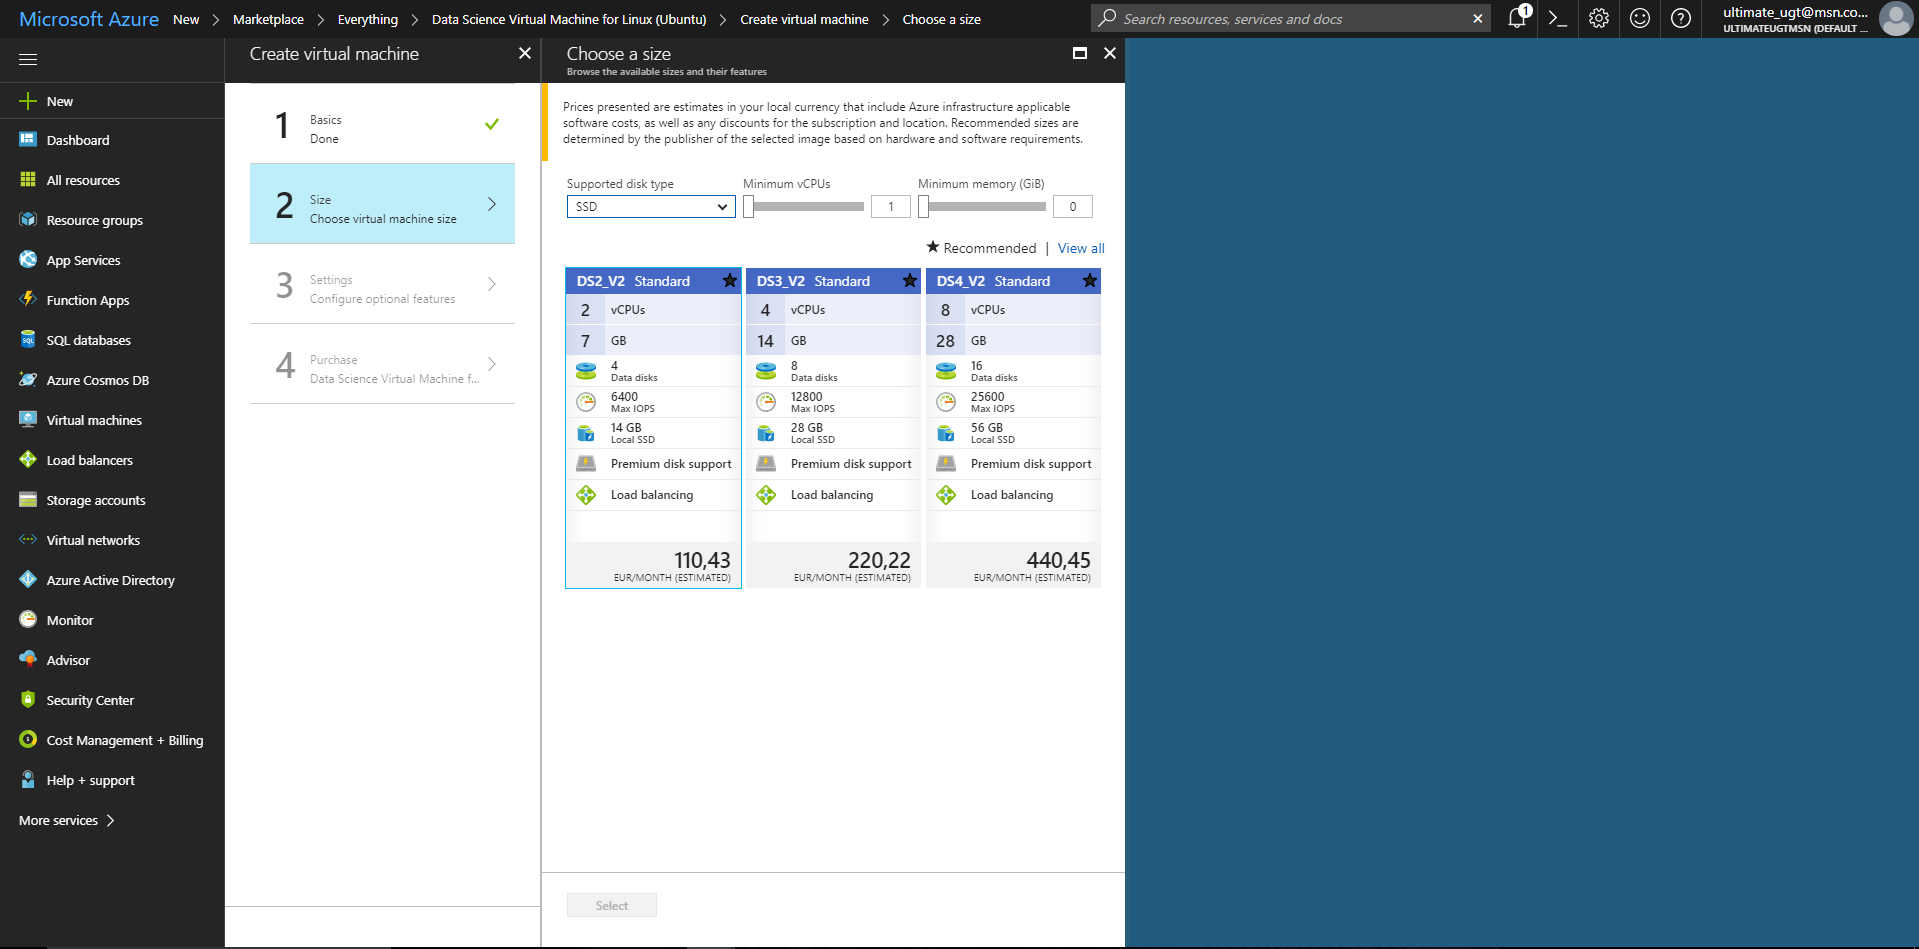 Microsoft Azure New > Marketplace > Everything > Data Science Virtual Machine for Linux (Ubuntu) > Create virtual machine > Choose a size
Search resources, services and docs
1
ultimate_ugt@msn.co...
ULTIMATEUGTMSN (DEFAULT ...
New
Dashboard
All resources
Resource groups
App Services
Function Apps
SQL databases
Azure Cosmos DB
Virtual machines
Load balancers
Storage accounts
Virtual networks
Azure Active Directory
Monitor
Advisor
Security Center
Cost Management + Billing
Help + support
More services >
Create virtual machine
1 Basics
Done
2 Size
Choose virtual machine size
3 Settings
Configure optional features
4 Purchase
Data Science Virtual Machine f...
Choose a size
Browse the available sizes and their features
Prices presented are estimates in your local currency that include Azure infrastructure applicable
software costs, as well as any discounts for the subscription and location. Recommended sizes are
determined by the publisher of the selected image based on hardware and software requirements.
Supported disk type
SSD
Minimum vCPUs
1
Minimum memory (GiB)
0
★ Recommended | View all
DS2_V2 Standard ★
2 vCPUs
7 GB
4
Data disks
6400
Max IOPS
14 GB
Local SSD
Premium disk support
Load balancing
110,43
EUR/MONTH (ESTIMATED)
DS3_V2 Standard ★
4 vCPUs
14 GB
8
Data disks
12800
Max IOPS
28 GB
Local SSD
Premium disk support
Load balancing
220,22
EUR/MONTH (ESTIMATED)
DS4_V2 Standard ★
8 vCPUs
28 GB
16
Data disks
25600
Max IOPS
56 GB
Local SSD
Premium disk support
Load balancing
440,45
EUR/MONTH (ESTIMATED)
Select